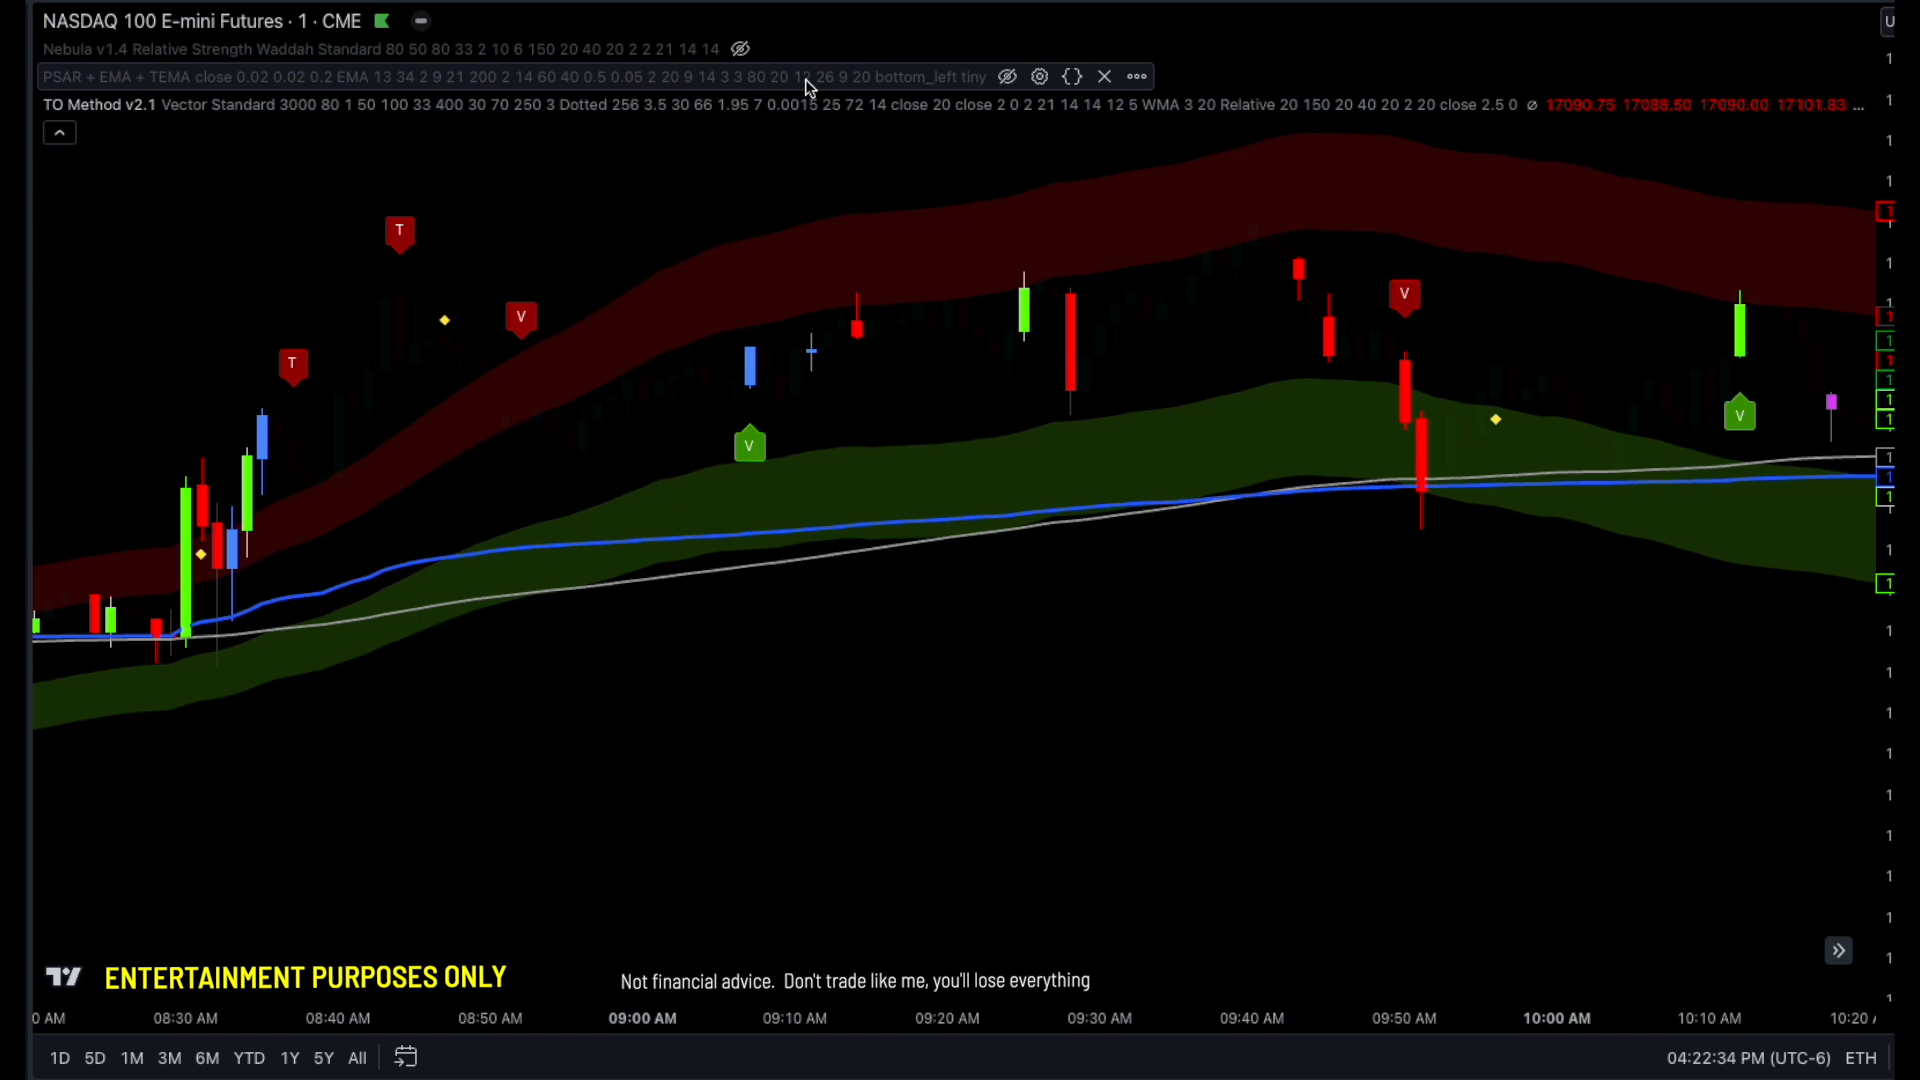 NASDAQ 100 E-mini Futures · 1 · CME
Nebula v1.4 Relative Strength Waddah Standard 80 50 80 33 2 10 6 150 20 40 20 2 2 21 14 14
PSAR + EMA + TEMA close 0.02 0.02 0.2 EMA 13 34 2 9 21 200 2 14 60 40 0.5 0.05 2 20 9 14 3 3 80 20 12 26 9 20 bottom_left tiny
TO Method v2.1 Vector Standard 3000 80 1 50 100 33 400 30 70 250 3 Dotted 256 3.5 30 66 1.95 7 0.0015 25 72 14 close 20 close 2 0 2 21 14 14 12 5 WMA 3 20 Relative 20 150 20 40 20 2 20 close 2.5 0 ∅ 17090.75 17088.50 17090.00 17101.83 ...
T
T
V
V
V
V
ENTERTAINMENT PURPOSES ONLY
Not financial advice. Don't trade like me, you'll lose everything
0 AM 08:30 AM 08:40 AM 08:50 AM 09:00 AM 09:10 AM 09:20 AM 09:30 AM 09:40 AM 09:50 AM 10:00 AM 10:10 AM 10:20
1D 5D 1M 3M 6M YTD 1Y 5Y All 04:22:34 PM (UTC-6) ETH